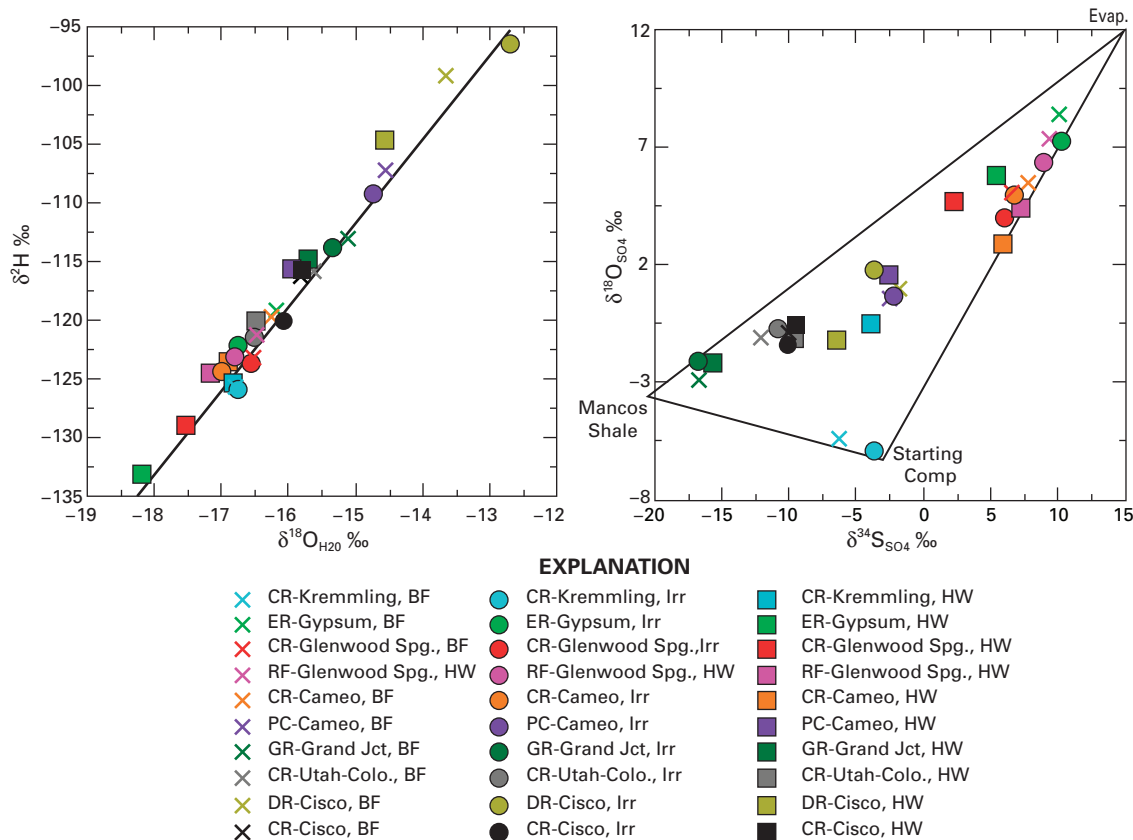 Evap.
−95
−100
−105
−110
−115
−120
−125
−130
−135
δ²H ‰
−19
−18
−17
−16
−15
−14
−13
−12
δ¹⁸O_H20 ‰
12
7
2
−3
−8
δ¹⁸O_SO4 ‰
Mancos
Shale
Starting
Comp
−20
−15
−10
−5
0
5
10
15
δ³⁴S_SO4 ‰
EXPLANATION
CR-Kremmling, BF
ER-Gypsum, BF
CR-Glenwood Spg., BF
RF-Glenwood Spg., HW
CR-Cameo, BF
PC-Cameo, BF
GR-Grand Jct, BF
CR-Utah-Colo., BF
DR-Cisco, BF
CR-Cisco, BF
CR-Kremmling, Irr
ER-Gypsum, Irr
CR-Glenwood Spg.,Irr
RF-Glenwood Spg., HW
CR-Cameo, Irr
PC-Cameo, Irr
GR-Grand Jct, Irr
CR-Utah-Colo., Irr
DR-Cisco, Irr
CR-Cisco, Irr
CR-Kremmling, HW
ER-Gypsum, HW
CR-Glenwood Spg., HW
RF-Glenwood Spg., HW
CR-Cameo, HW
PC-Cameo, HW
GR-Grand Jct, HW
CR-Utah-Colo., HW
DR-Cisco, HW
CR-Cisco, HW